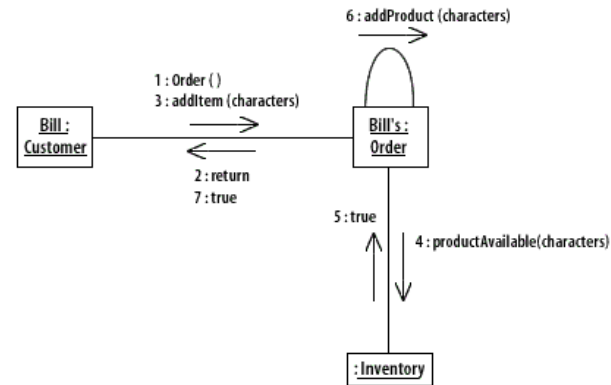 6 : addProduct (characters)
1 : Order ( )
3 : addItem (characters)
Bill :
Customer
Bill's :
Order
2 : return
7 : true
5 : true
4 : productAvailable(characters)
: Inventory